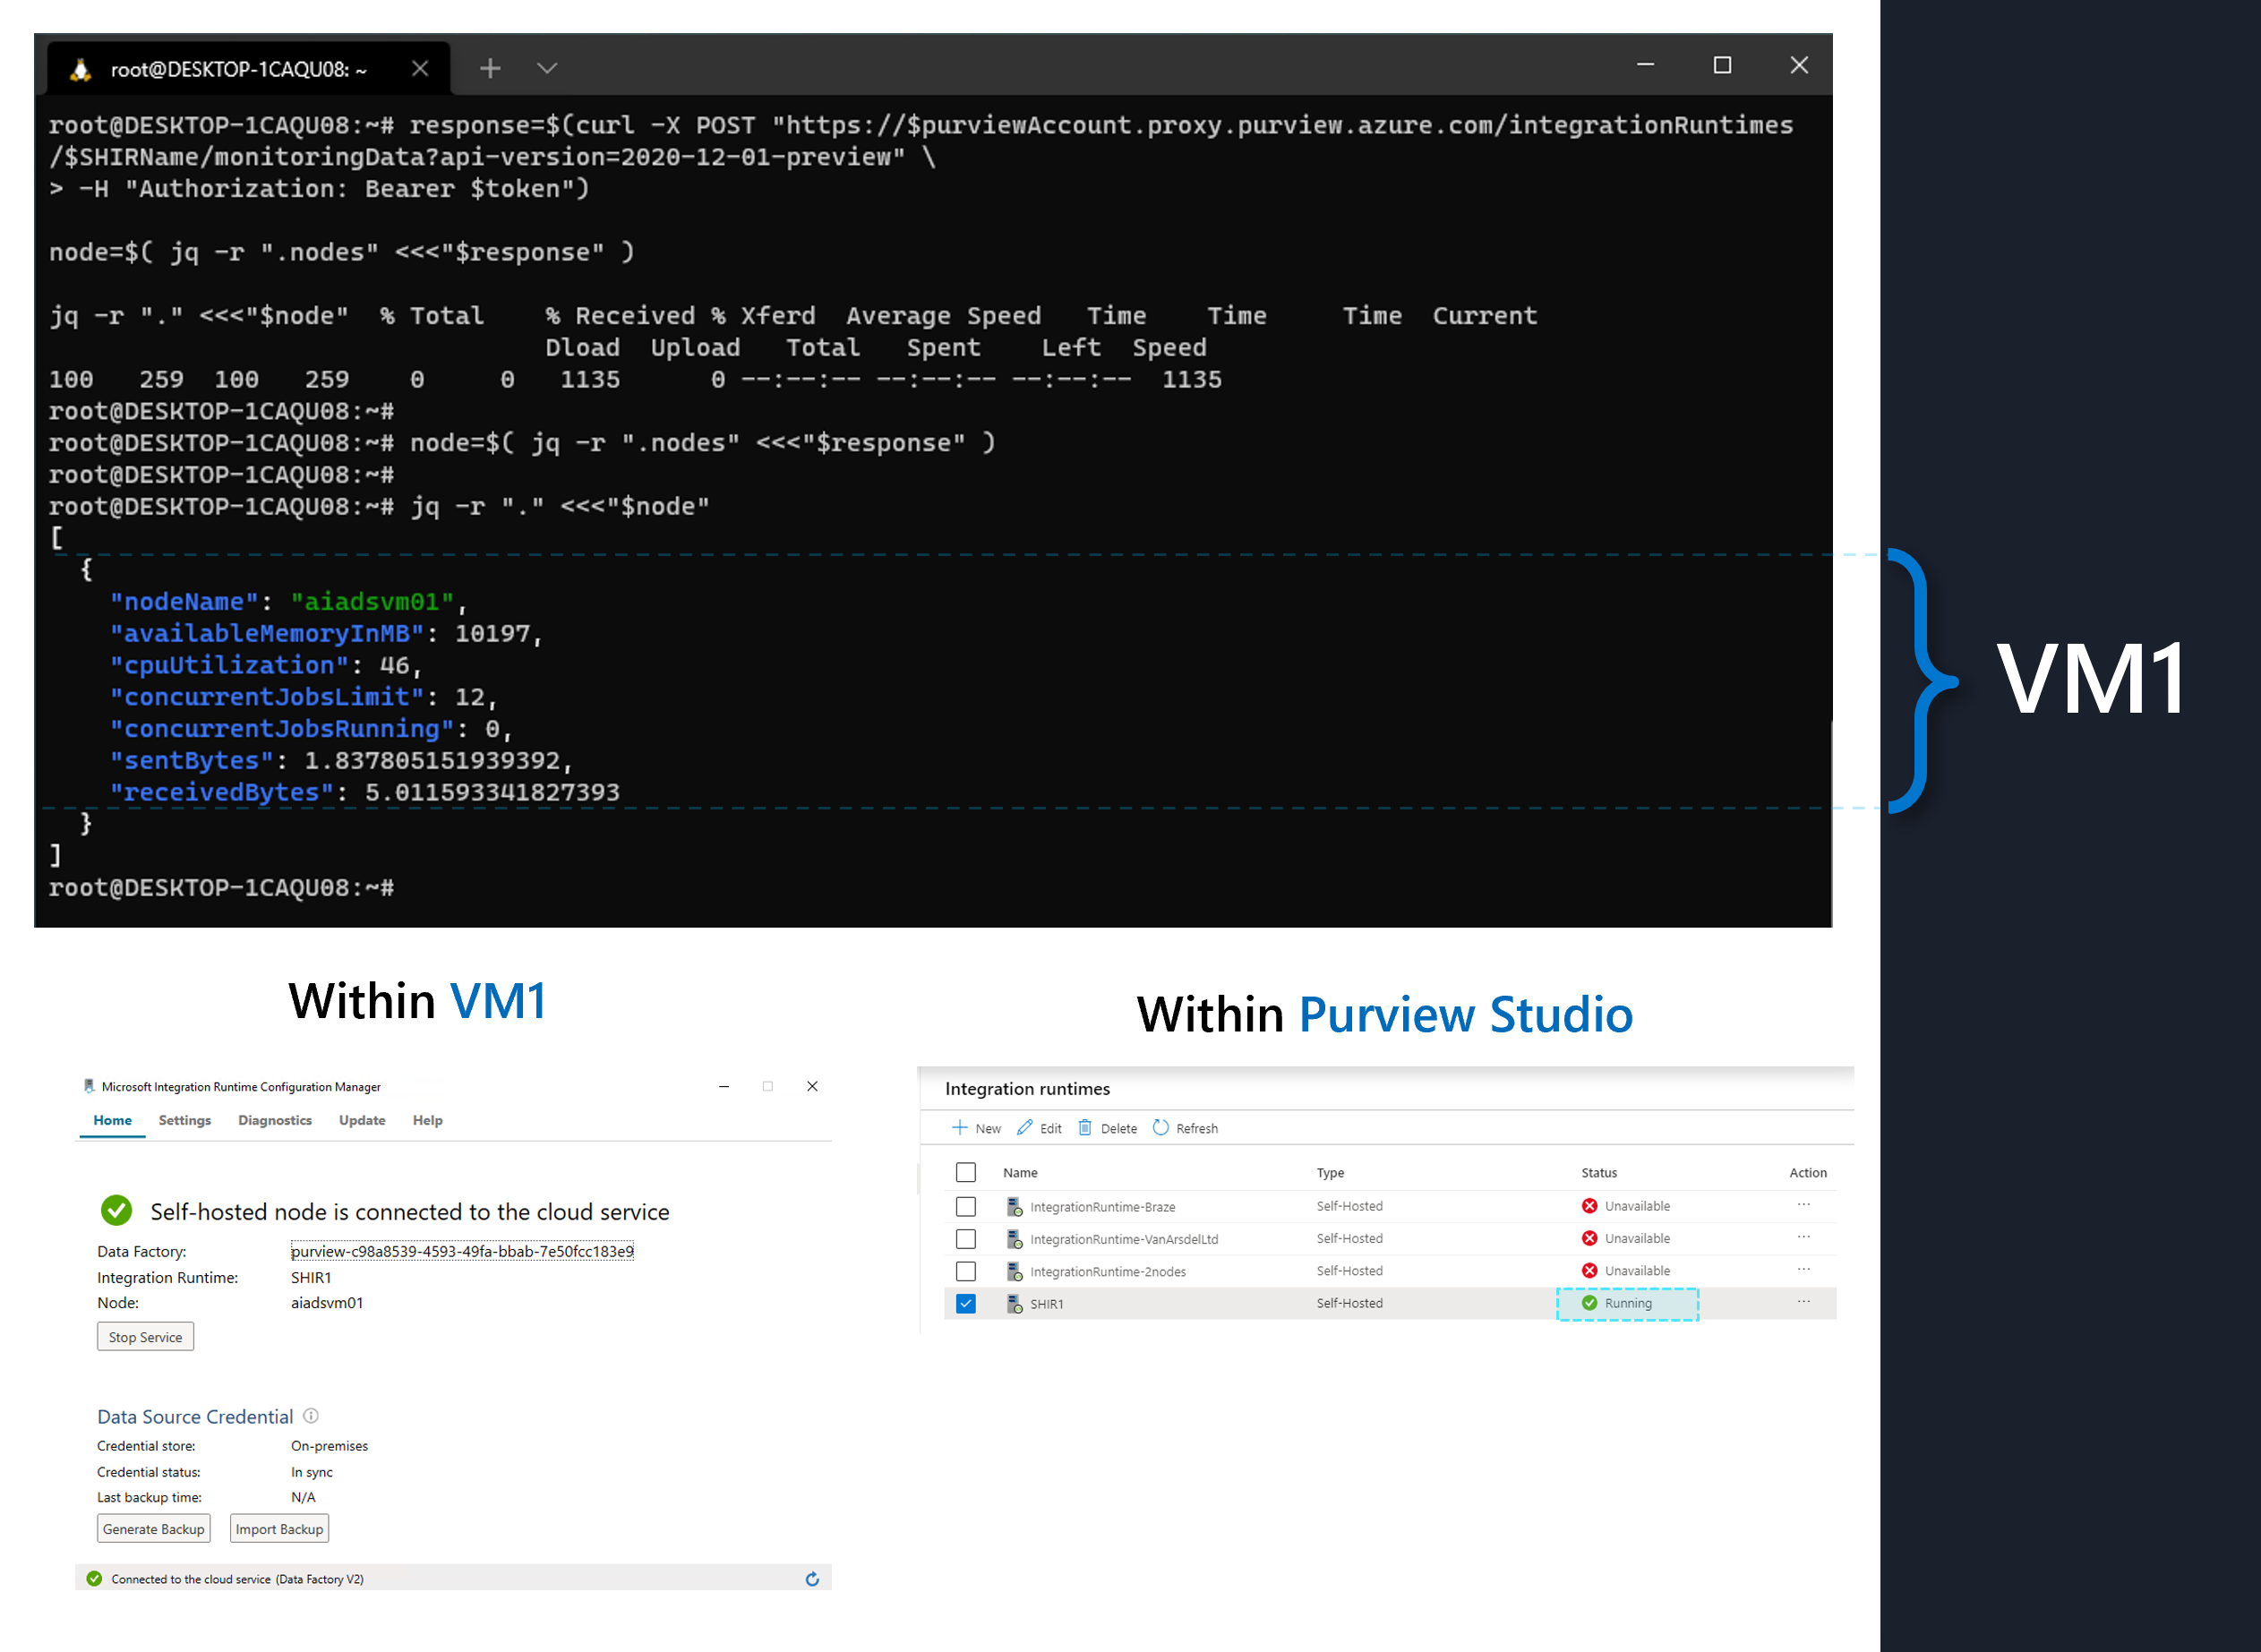 root@DESKTOP-1CAQU08: ~
root@DESKTOP-1CAQU08:~# response=$(curl -X POST "https://$purviewAccount.proxy.purview.azure.com/integrationRuntimes
/$SHIRName/monitoringData?api-version=2020-12-01-preview" \
> -H "Authorization: Bearer $token")
node=$( jq -r ".nodes" <<<"$response" )
jq -r "." <<<"$node"  % Total    % Received % Xferd  Average Speed   Time    Time     Time  Current
Dload  Upload   Total   Spent    Left  Speed
100   259  100   259    0     0   1135      0 --:--:-- --:--:-- --:--:--  1135
root@DESKTOP-1CAQU08:~#
root@DESKTOP-1CAQU08:~# node=$( jq -r ".nodes" <<<"$response" )
root@DESKTOP-1CAQU08:~#
root@DESKTOP-1CAQU08:~# jq -r "." <<<"$node"
[
{
"nodeName": "aiadsvm01",
"availableMemoryInMB": 10197,
"cpuUtilization": 46,
"concurrentJobsLimit": 12,
"concurrentJobsRunning": 0,
"sentBytes": 1.837805151939392,
"receivedBytes": 5.011593341827393
}
]
root@DESKTOP-1CAQU08:~#
VM1
Within VM1
Microsoft Integration Runtime Configuration Manager
Home Settings Diagnostics Update Help
Self-hosted node is connected to the cloud service
Data Factory: purview-c98a8539-4593-49fa-bbab-7e50fcc183e9
Integration Runtime: SHIR1
Node: aiadsvm01
Stop Service
Data Source Credential
Credential store: On-premises
Credential status: In sync
Last backup time: N/A
Generate Backup Import Backup
Connected to the cloud service (Data Factory V2)
Within Purview Studio
Integration runtimes
New Edit Delete Refresh
Name Type Status Action
IntegrationRuntime-Braze Self-Hosted Unavailable ...
IntegrationRuntime-VanArsdelLtd Self-Hosted Unavailable ...
IntegrationRuntime-2nodes Self-Hosted Unavailable ...
SHIR1 Self-Hosted Running ...